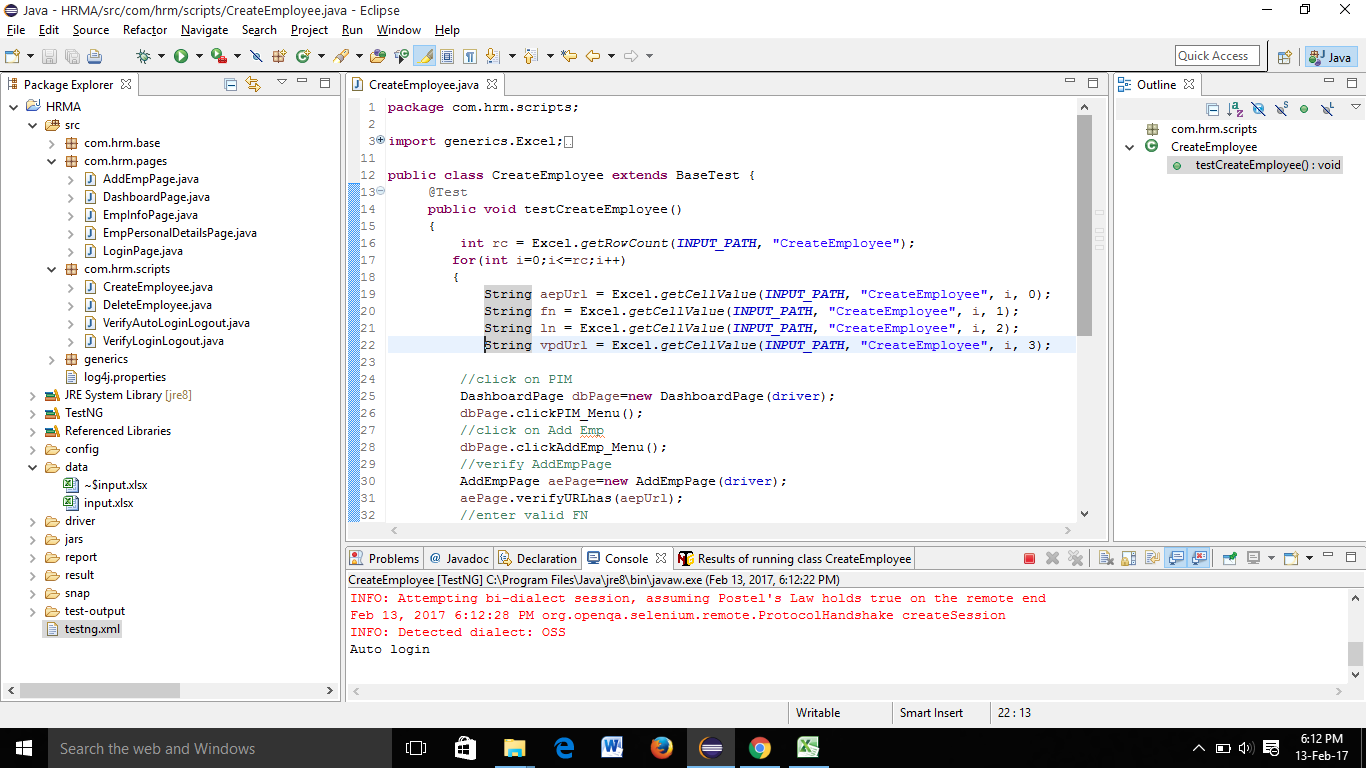 Java - HRMA/src/com/hrm/scripts/CreateEmployee.java - Eclipse
File Edit Source Refactor Navigate Search Project Run Window Help
Quick Access
Java
Package Explorer
HRMA
src
com.hrm.base
com.hrm.pages
AddEmpPage.java
DashboardPage.java
EmpInfoPage.java
EmpPersonalDetailsPage.java
LoginPage.java
com.hrm.scripts
CreateEmployee.java
DeleteEmployee.java
VerifyAutoLoginLogout.java
VerifyLoginLogout.java
generics
log4j.properties
JRE System Library [jre8]
TestNG
Referenced Libraries
config
data
~$input.xlsx
input.xlsx
driver
jars
report
result
snap
test-output
testng.xml
CreateEmployee.java
1 package com.hrm.scripts;
2
3 import generics.Excel;
11
12 public class CreateEmployee extends BaseTest {
13 @Test
14 public void testCreateEmployee()
15 {
16 int rc = Excel.getRowCount(INPUT_PATH, "CreateEmployee");
17 for(int i=0;i<=rc;i++)
18 {
19 String aepUrl = Excel.getCellValue(INPUT_PATH, "CreateEmployee", i, 0);
20 String fn = Excel.getCellValue(INPUT_PATH, "CreateEmployee", i, 1);
21 String ln = Excel.getCellValue(INPUT_PATH, "CreateEmployee", i, 2);
22 String vpdUrl = Excel.getCellValue(INPUT_PATH, "CreateEmployee", i, 3);
23
24 //click on PIM
25 DashboardPage dbPage=new DashboardPage(driver);
26 dbPage.clickPIM_Menu();
27 //click on Add Emp
28 dbPage.clickAddEmp_Menu();
29 //verify AddEmpPage
30 AddEmpPage aePage=new AddEmpPage(driver);
31 aePage.verifyURLhas(aepUrl);
32 //enter valid FN
Outline
com.hrm.scripts
CreateEmployee
testCreateEmployee() : void
Problems @ Javadoc Declaration Console Results of running class CreateEmployee
CreateEmployee [TestNG] C:\Program Files\Java\jre8\bin\javaw.exe (Feb 13, 2017, 6:12:22 PM)
INFO: Attempting bi-dialect session, assuming Postel's Law holds true on the remote end
Feb 13, 2017 6:12:28 PM org.openqa.selenium.remote.ProtocolHandshake createSession
INFO: Detected dialect: OSS
Auto login
Writable Smart Insert 22 : 13
Search the web and Windows
6:12 PM
13-Feb-17